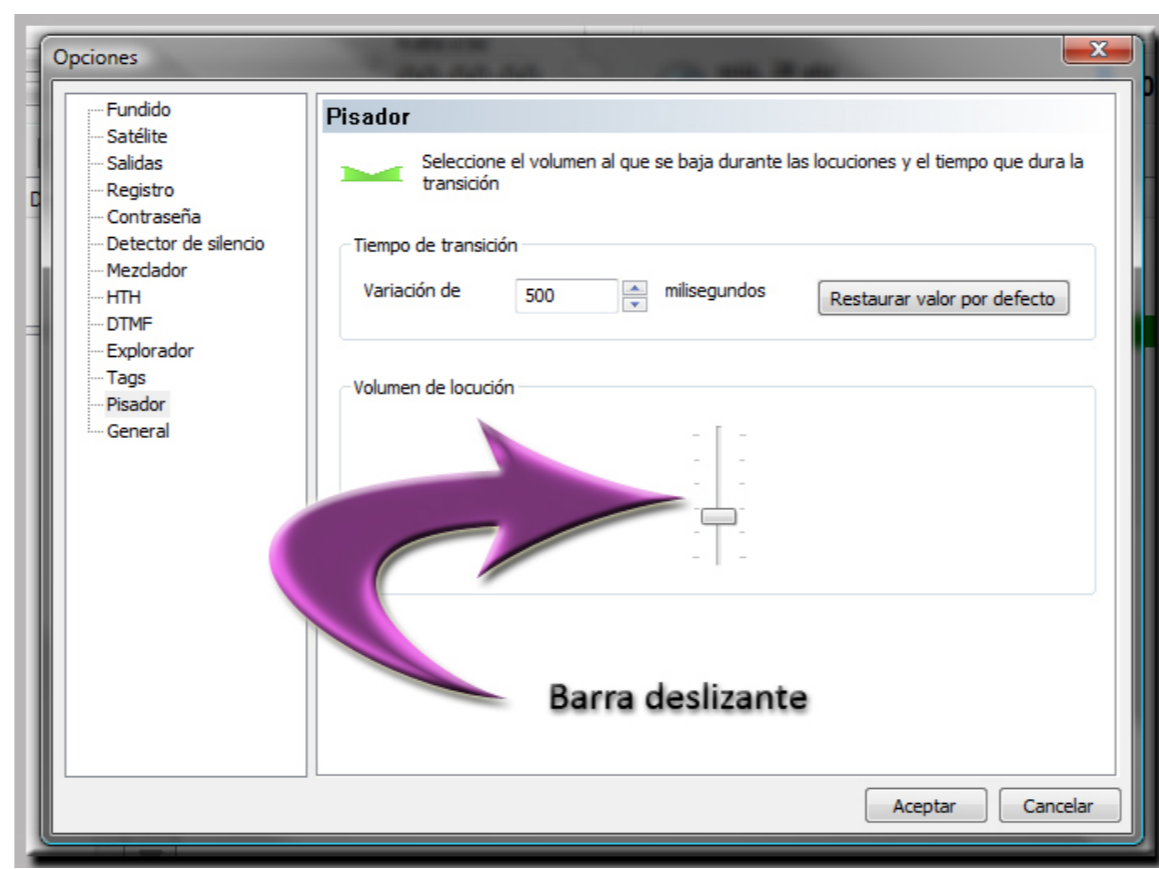 Opciones
Fundido
Satélite
Salidas
Registro
Contraseña
Detector de silencio
Mezclador
HTH
DTMF
Explorador
Tags
Pisador
General
Pisador
Seleccione el volumen al que se baja durante las locuciones y el tiempo que dura la
transición
Tiempo de transición
Variación de 500 milisegundos Restaurar valor por defecto
Volumen de locución
Barra deslizante
Aceptar Cancelar